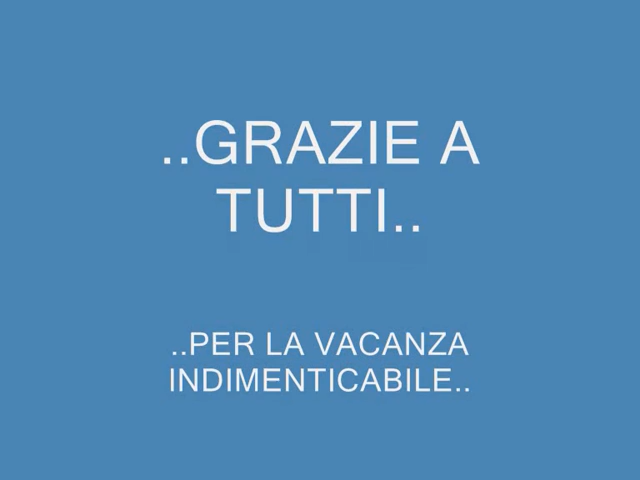 ..GRAZIE A
TUTTI..
..PER LA VACANZA
INDIMENTICABILE..